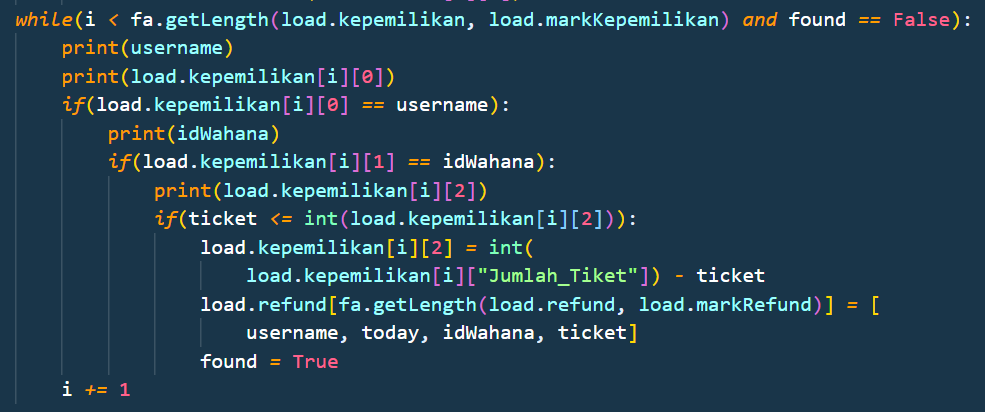 while(i < fa.getLength(load.kepemilikan, load.markKepemilikan) and found == False):
    print(username)
    print(load.kepemilikan[i][0])
    if(load.kepemilikan[i][0] == username):
        print(idWahana)
        if(load.kepemilikan[i][1] == idWahana):
            print(load.kepemilikan[i][2])
            if(ticket <= int(load.kepemilikan[i][2])):
                load.kepemilikan[i][2] = int(
                    load.kepemilikan[i]["Jumlah_Tiket"]) - ticket
                load.refund[fa.getLength(load.refund, load.markRefund)] = [
                    username, today, idWahana, ticket]
                found = True
    i += 1